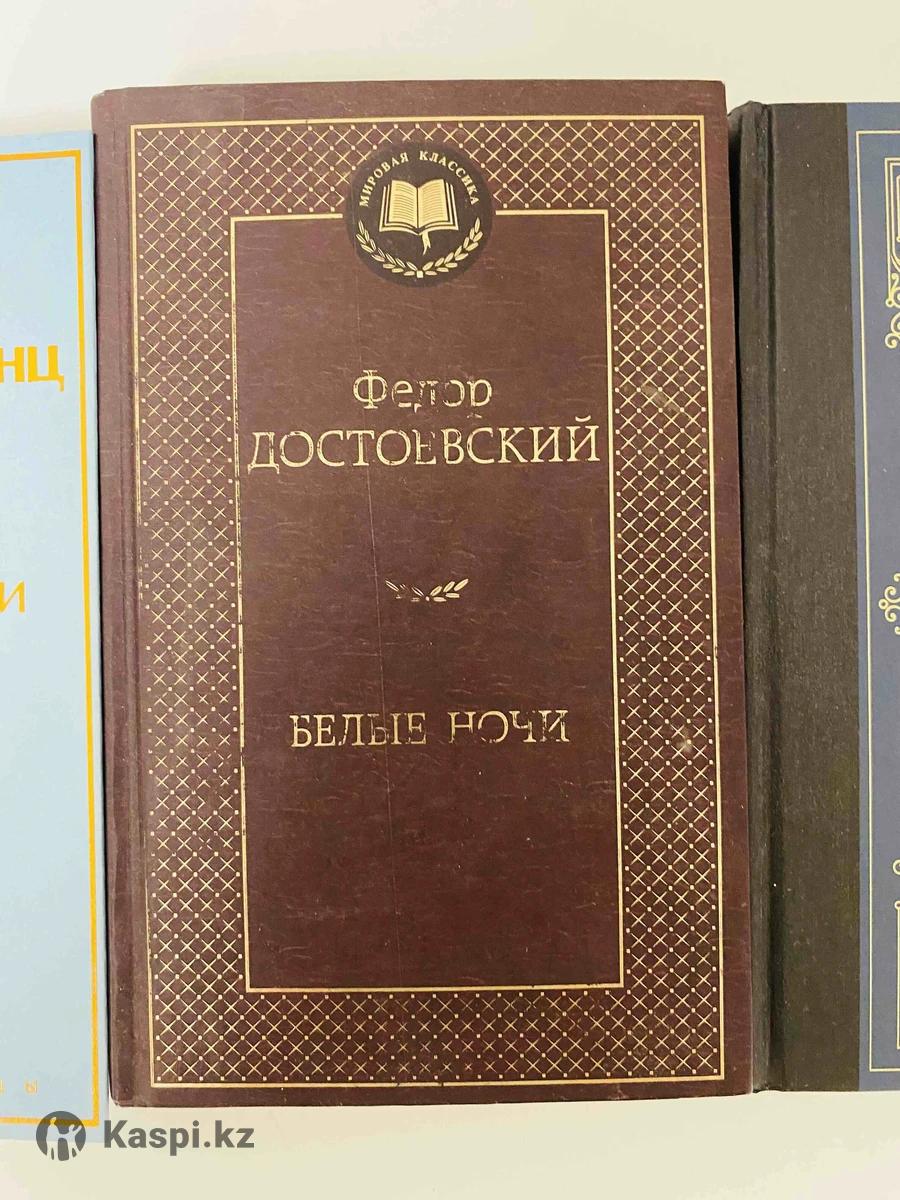 МИРОВАЯ КЛАССИКА
Федор
ДОСТОЕВСКИЙ
БЕЛЫЕ НОЧИ
Kaspi.kz